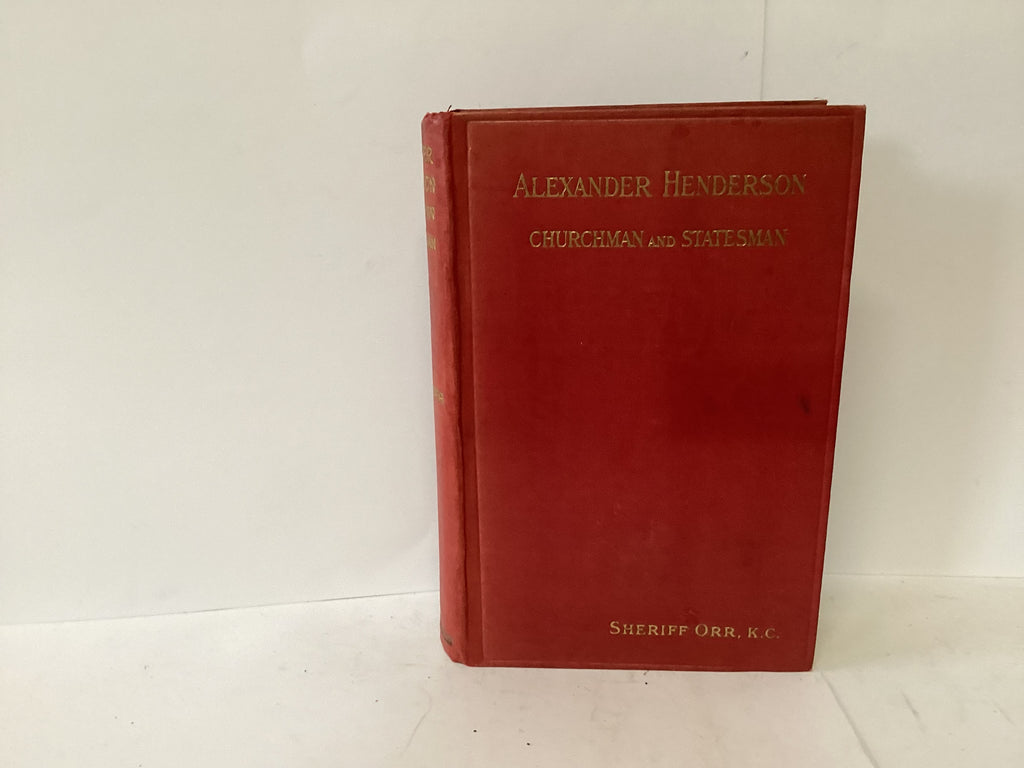 ALEXANDER HENDERSON
CHURCHMAN AND STATESMAN
SHERIFF ORR, K.C.